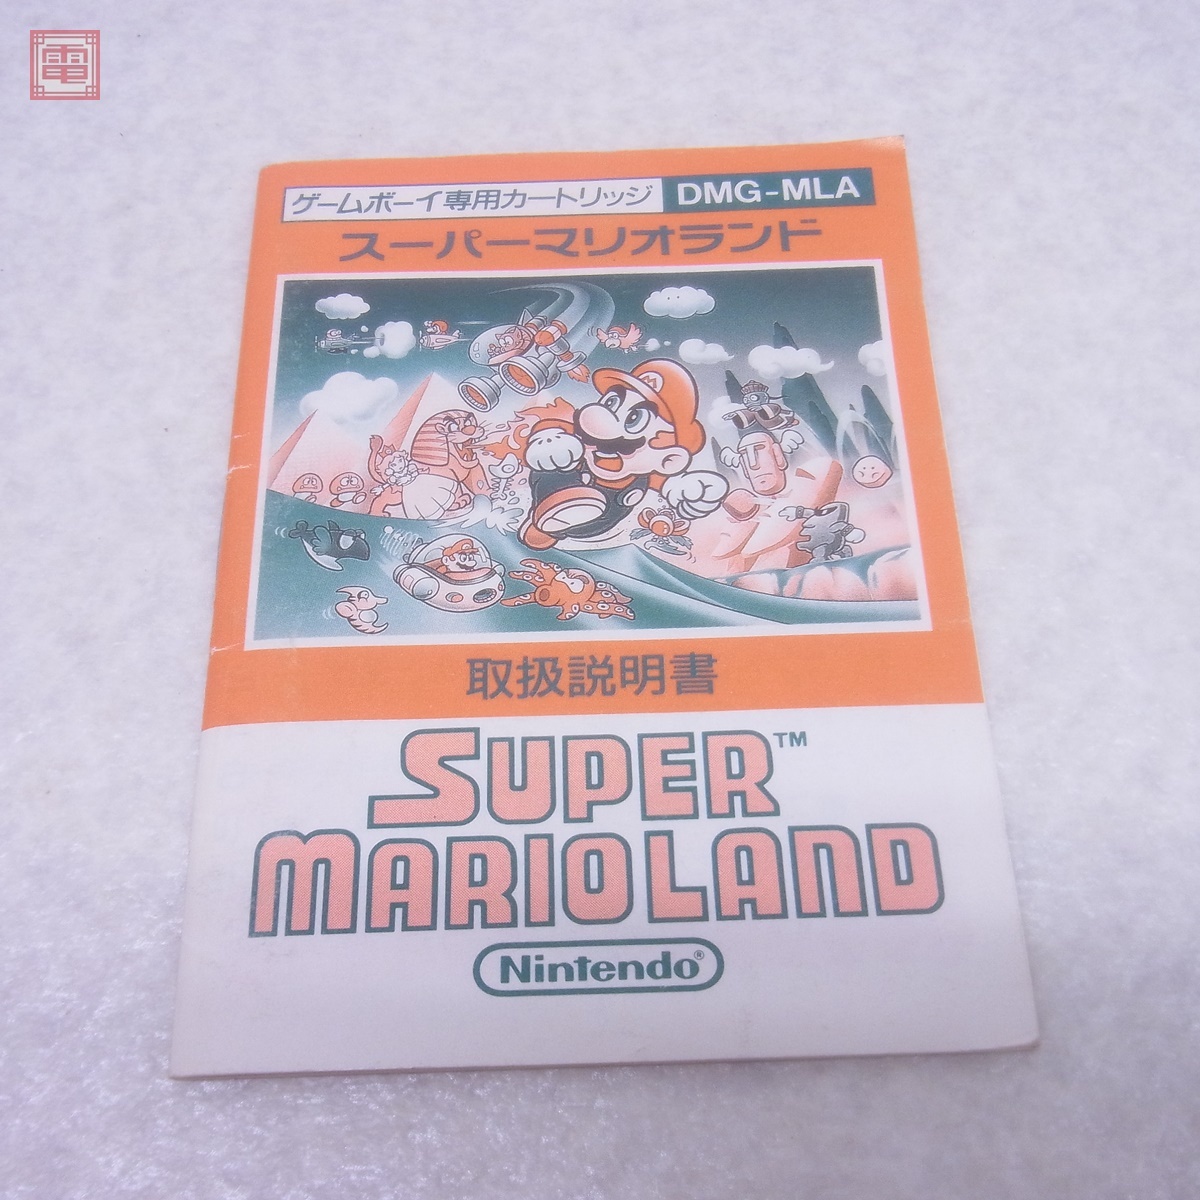 電
ゲームボーイ専用カートリッジ DMG-MLA
スーパーマリオランド
M
取扱説明書
SUPER™
MARIOLAND
Nintendo®